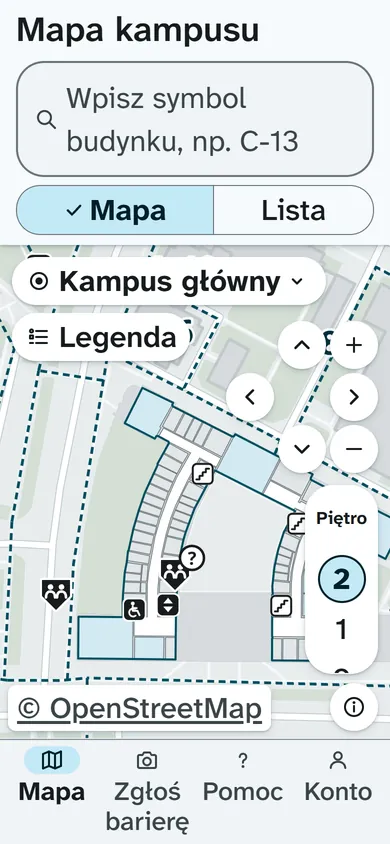 Mapa kampusu
Wpisz symbol
budynku, np. C-13
Mapa
Lista
Kampus główny
Legenda
Piętro
2
1
?
© OpenStreetMap
Mapa
Zgłoś
barierę
?
Pomoc
Konto